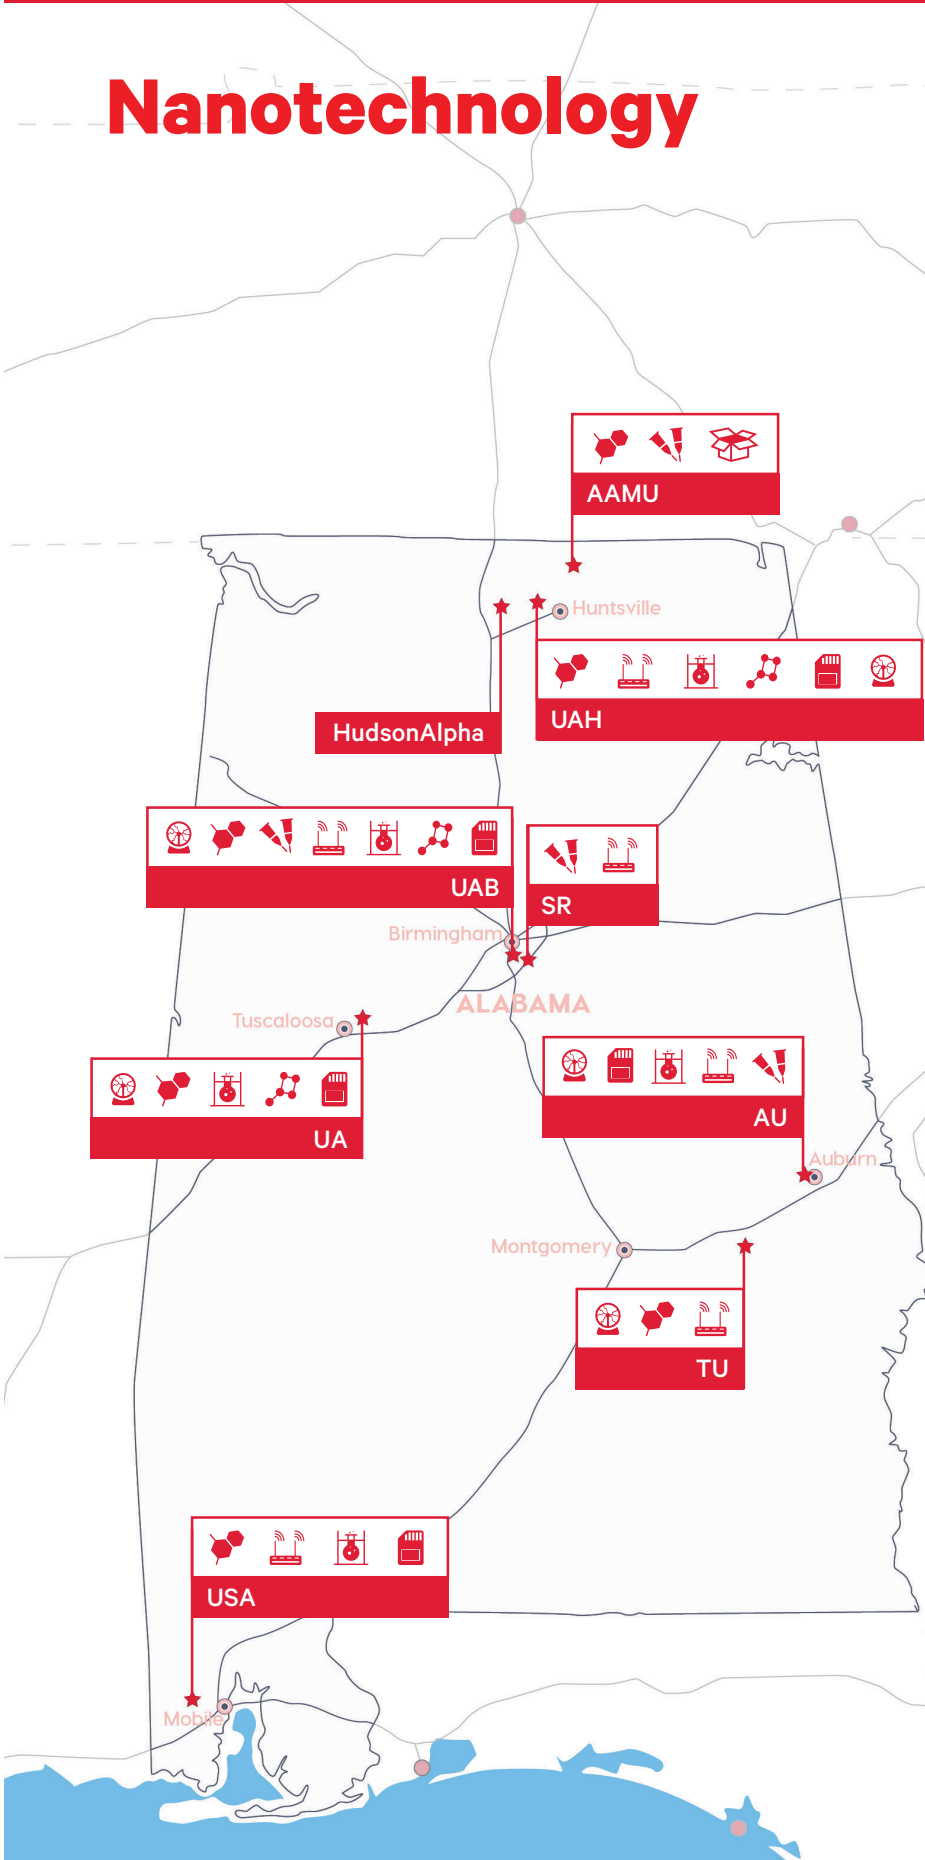 Nanotechnology
AAMU
Huntsville
UAH
HudsonAlpha
UAB
SR
Birmingham
ALABAMA
Tuscaloosa
UA
AU
Auburn
Montgomery
TU
USA
Mobile